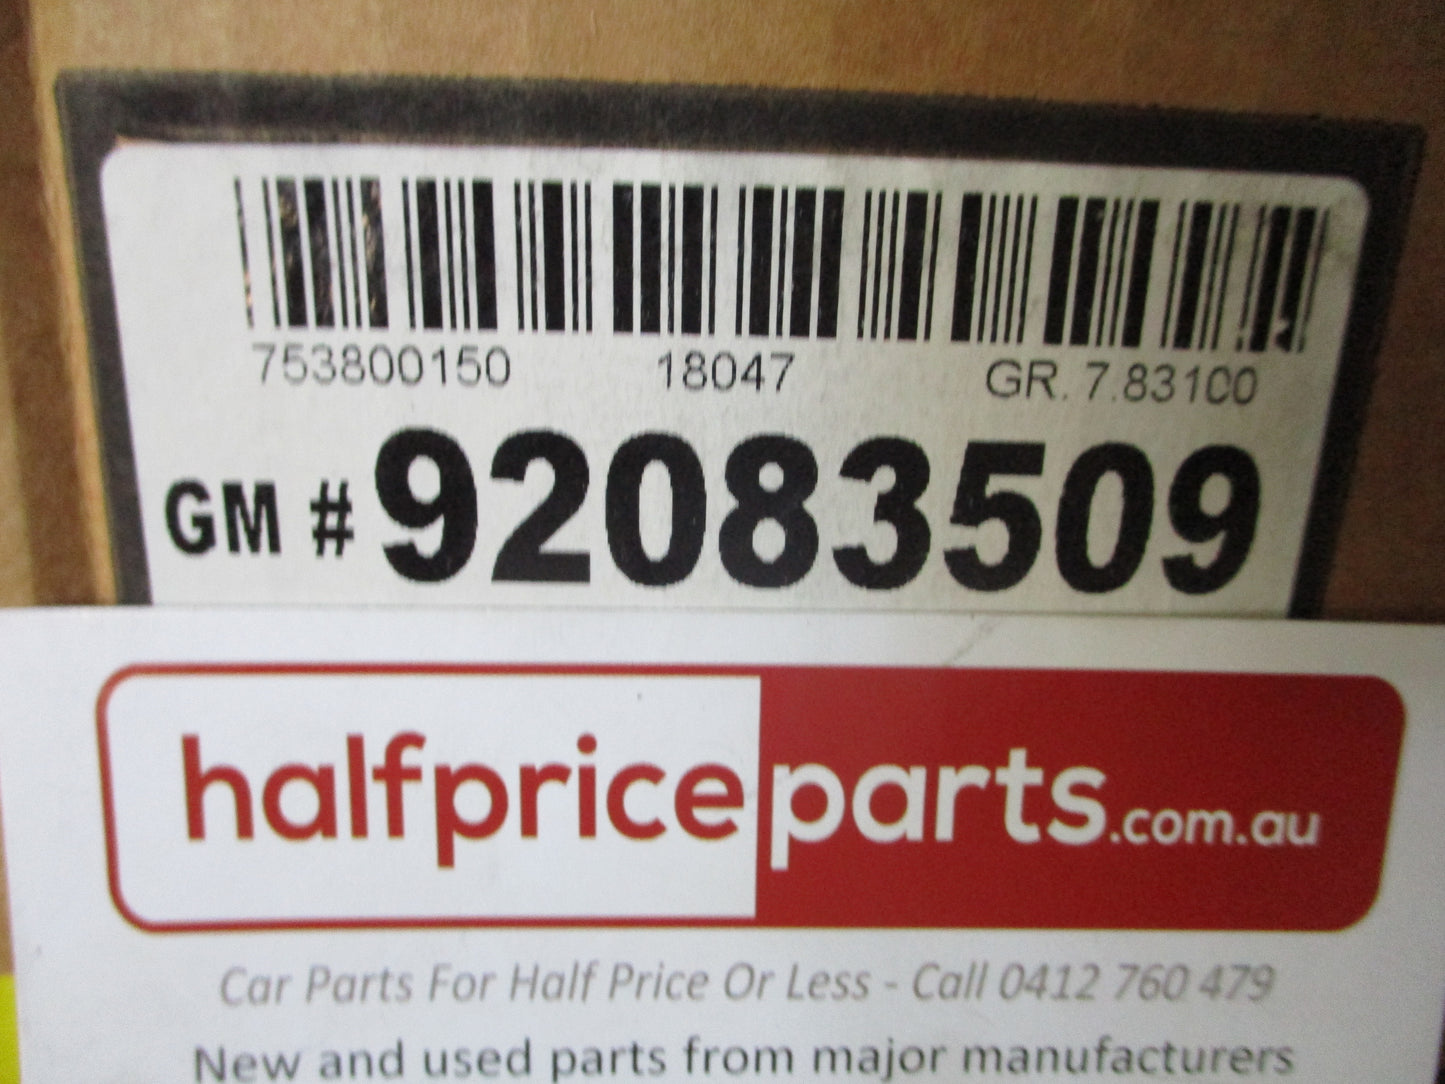 753800150 18047 GR. 7.83100
GM # 92083509
halfpriceparts.com.au
Car Parts For Half Price Or Less - Call 0412 760 479
New and used parts from major manufacturers